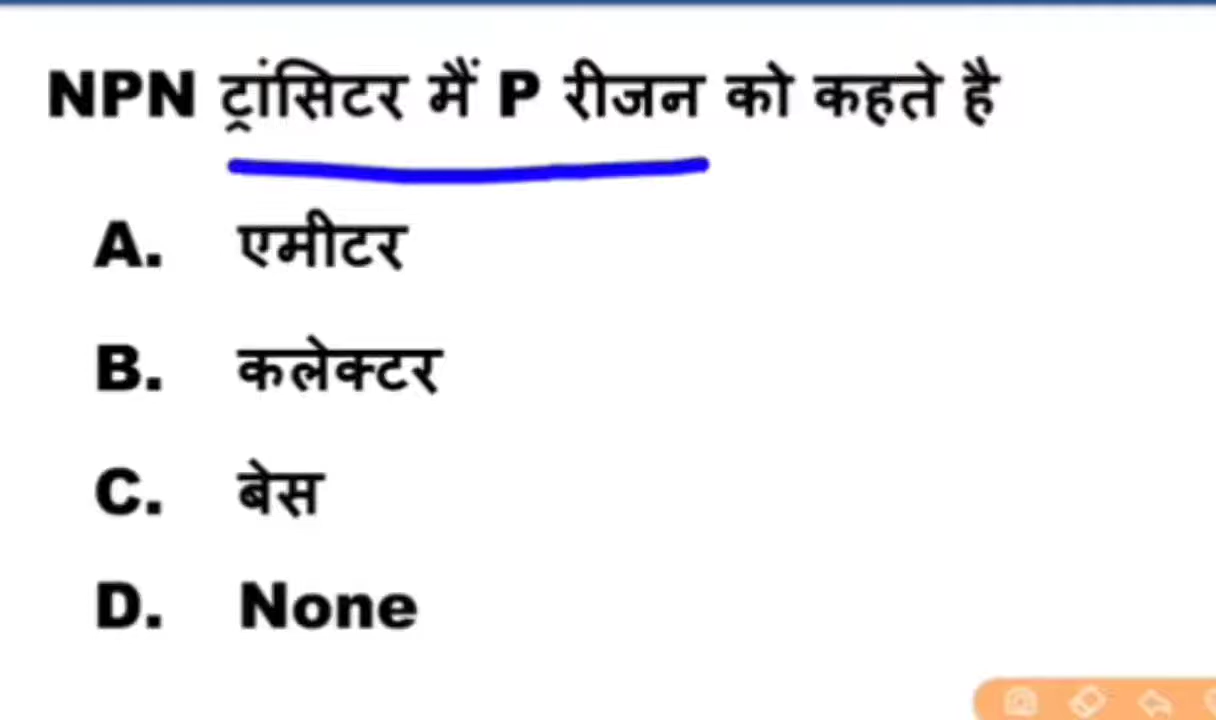 NPN ट्रांसिटर मैं P रीजन को कहते है
A. एमीटर
B. कलेक्टर
C. बेस
D. None